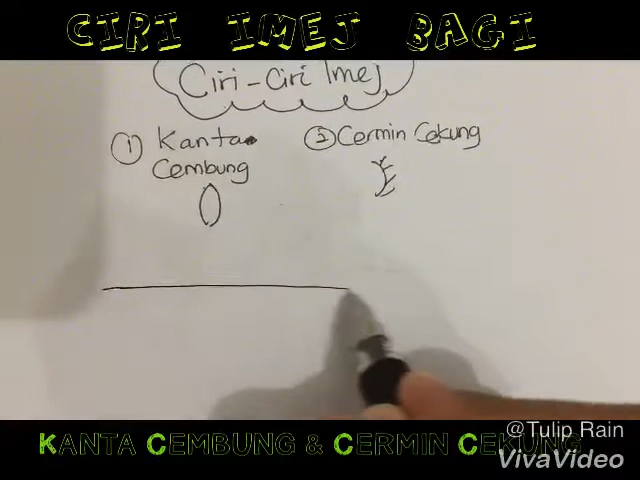 CIRI IMEJ BAGI
Ciri-Ciri Imej
① Kanta
Cembung
② Cermin Cekung
@Tulip Rain
KANTA CEMBUNG & CERMIN CEKUNG
VivaVideo